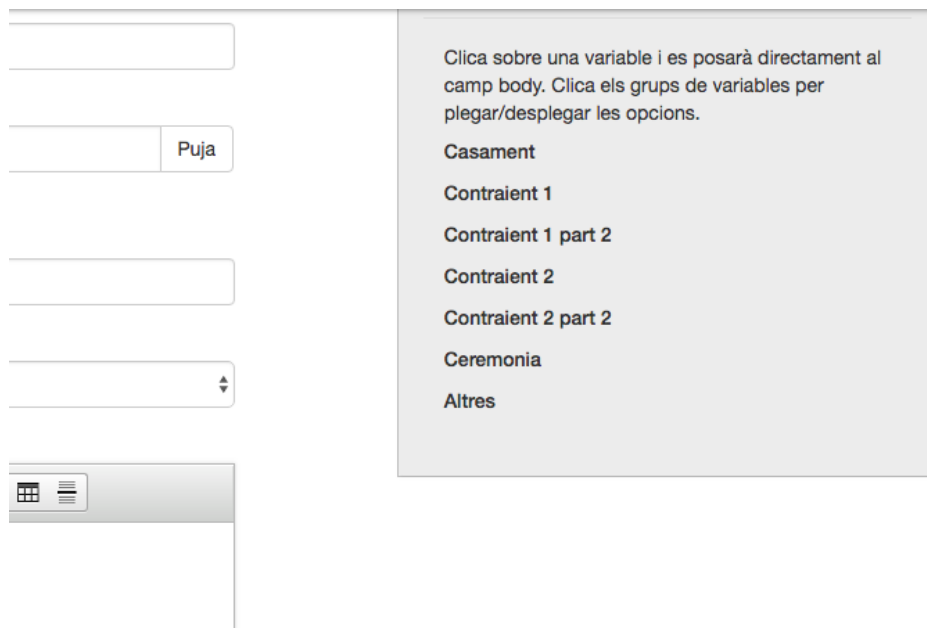 Puja
Clica sobre una variable i es posarà directament al
camp body. Clica els grups de variables per
plegar/desplegar les opcions.
Casament
Contraient 1
Contraient 1 part 2
Contraient 2
Contraient 2 part 2
Ceremonia
Altres